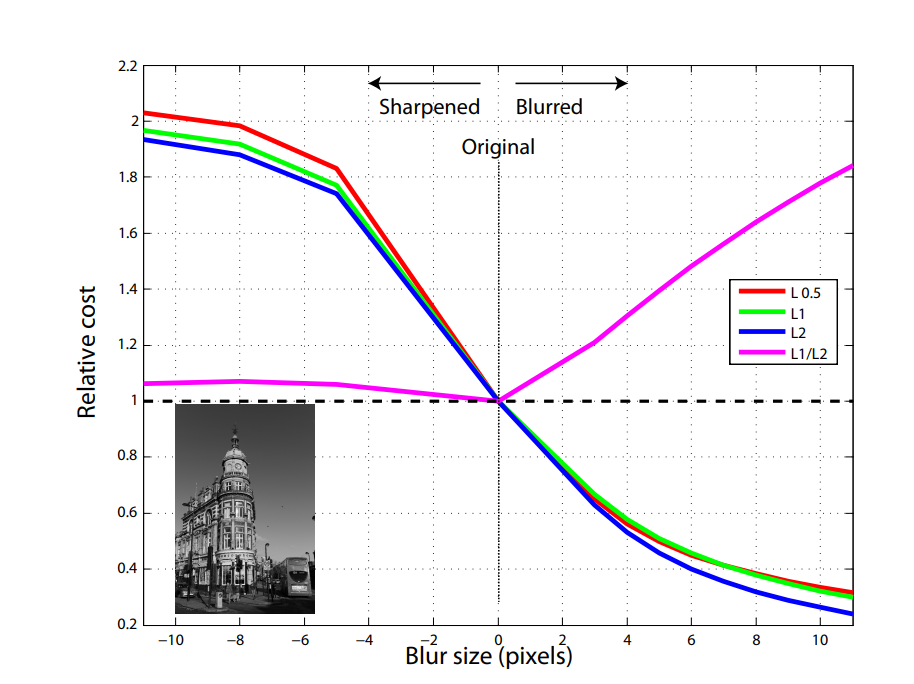 2.2
2
1.8
1.6
1.4
1.2
1
0.8
0.6
0.4
0.2
Relative cost
Sharpened
Blurred
Original
L 0.5
L1
L2
L1/L2
−10
−8
−6
−4
−2
0
2
4
6
8
10
Blur size (pixels)